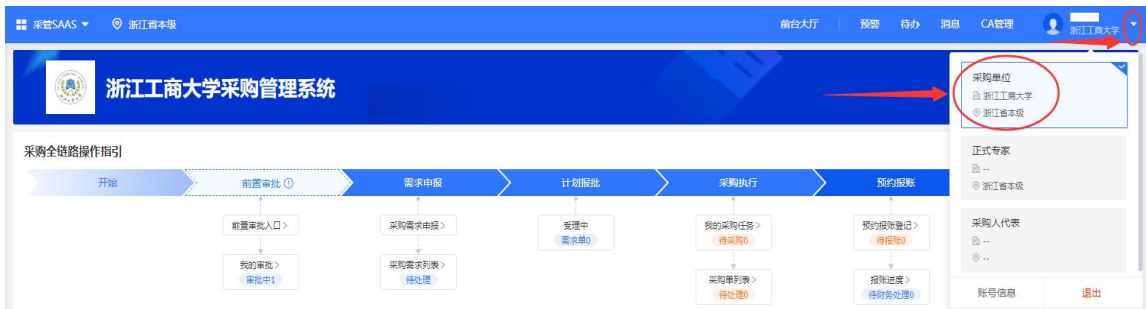 采管SAAS 浙江省本级 前台大厅 预警 待办 消息 CA管理 浙江工商大学
浙江工商大学采购管理系统
采购单位
浙江工商大学
浙江省本级
采购全链路操作指引
正式专家
--
浙江省本级
开始 前置审批 需求申报 计划报批 采购执行 预约报账
前置审批入口> 采购需求申报> 受理中 我的采购任务> 预约报账登记>
需求单0 待采购0 待报账0
采购人代表
--
--
我的审批> 采购需求列表> 采购单列表> 报账进度>
审批中1 待处理 待处理0 待财务处理0
账号信息 退出